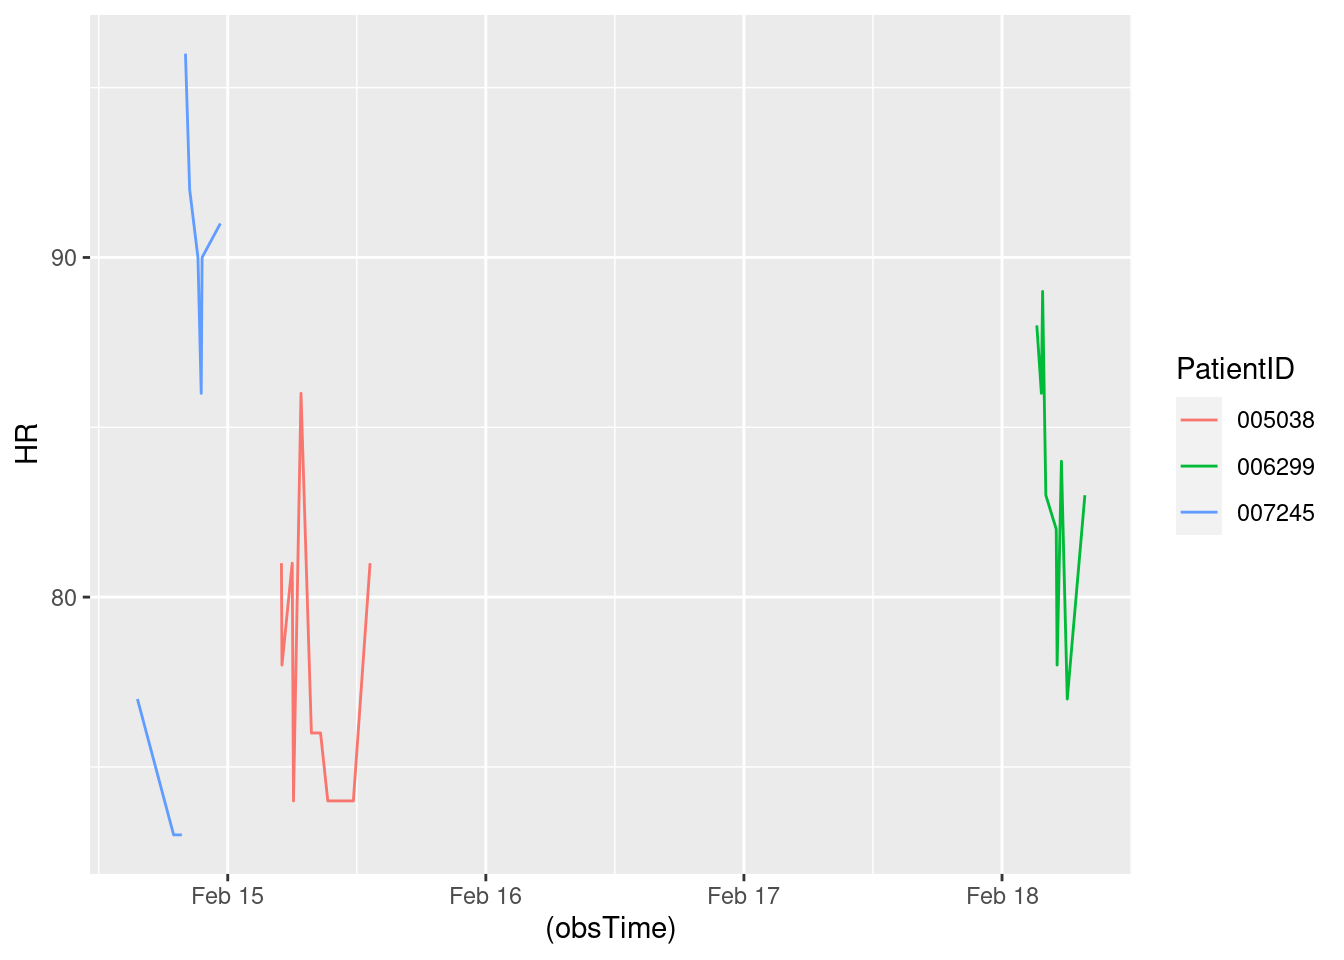 HR
90
80
Feb 15
Feb 16
Feb 17
Feb 18
(obsTime)
PatientID
005038
006299
007245